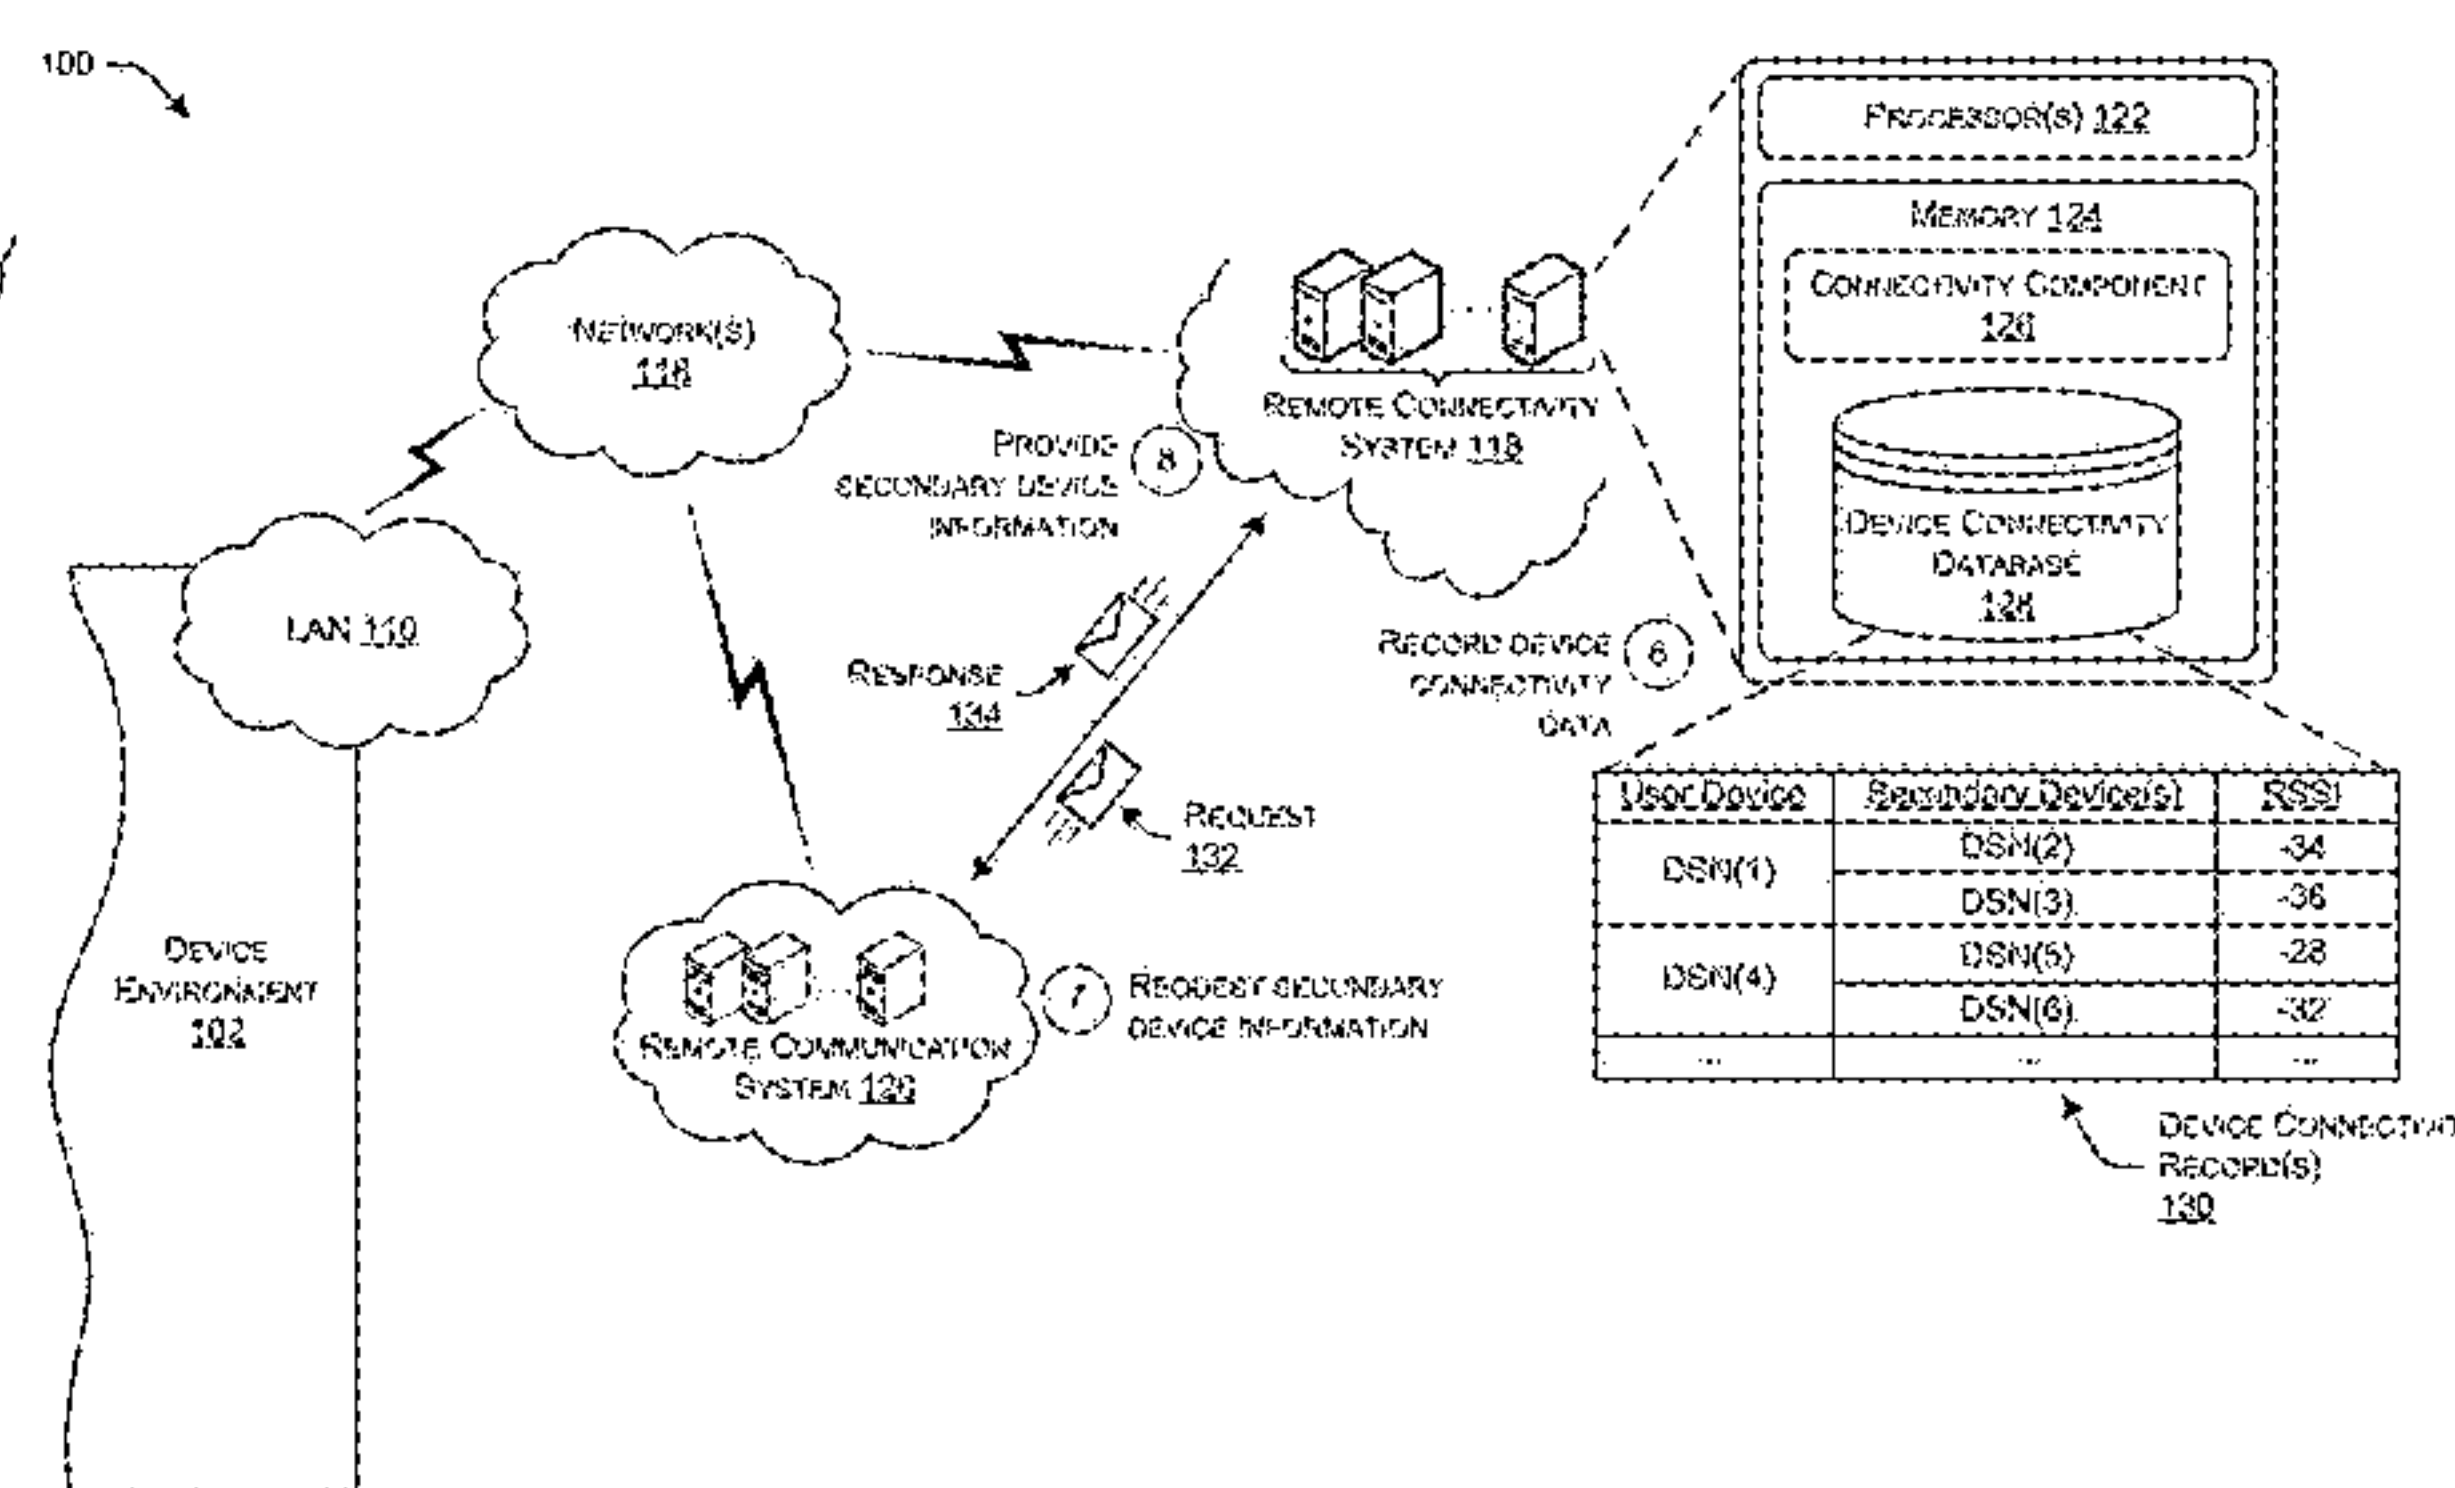 100
PROCESSOR(S) 122
MEMORY 124
CONNECTIVITY COMPONENT
126
DEVICE CONNECTIVITY
DATABASE
128
NETWORK(S)
116
REMOTE CONNECTIVITY
SYSTEM 118
PROVIDE
SECONDARY DEVICE
INFORMATION
8
LAN 110
RESPONSE
134
RECORD DEVICE
CONNECTIVITY
DATA
6
REQUEST
132
DEVICE
ENVIRONMENT
102
REMOTE COMMUNICATION
SYSTEM 120
7
REQUEST SECONDARY
DEVICE INFORMATION
User Device Secondary Device(s) RSSI
DSN(1) DSN(2) -34
DSN(3) -36
DSN(4) DSN(5) -28
DSN(6) -32
... ... ...
DEVICE CONNECTIVIT
RECORD(S)
130